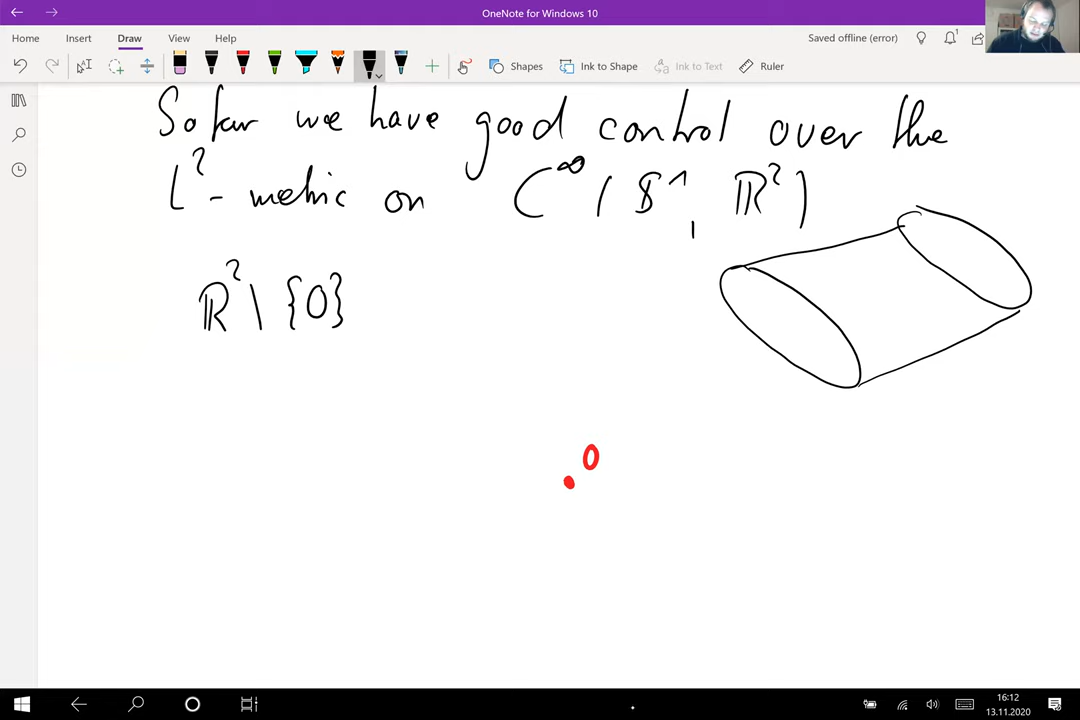 OneNote for Windows 10
Home Insert Draw View Help Saved offline (error)
Shapes Ink to Shape Ink to Text Ruler
So far we have good control over the
L² - metric on C^∞ ( S¹, ℝ² )
ℝ² \ {0}
0
16:12
13.11.2020